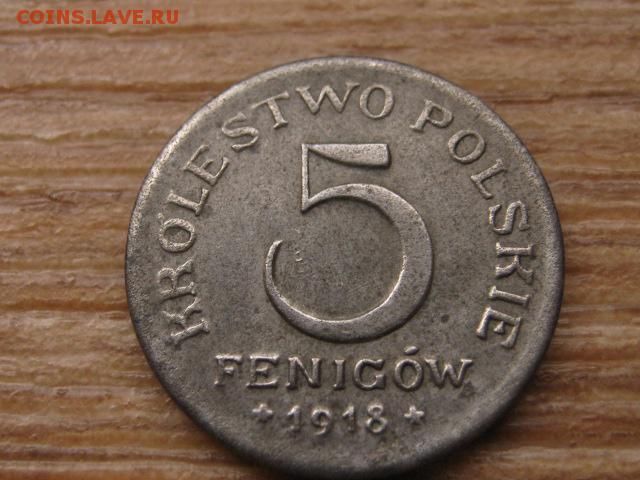 COINS.LAVE.RU
KRÓLESTWO POLSKIE
5
FENIGÓW
* 1918 *